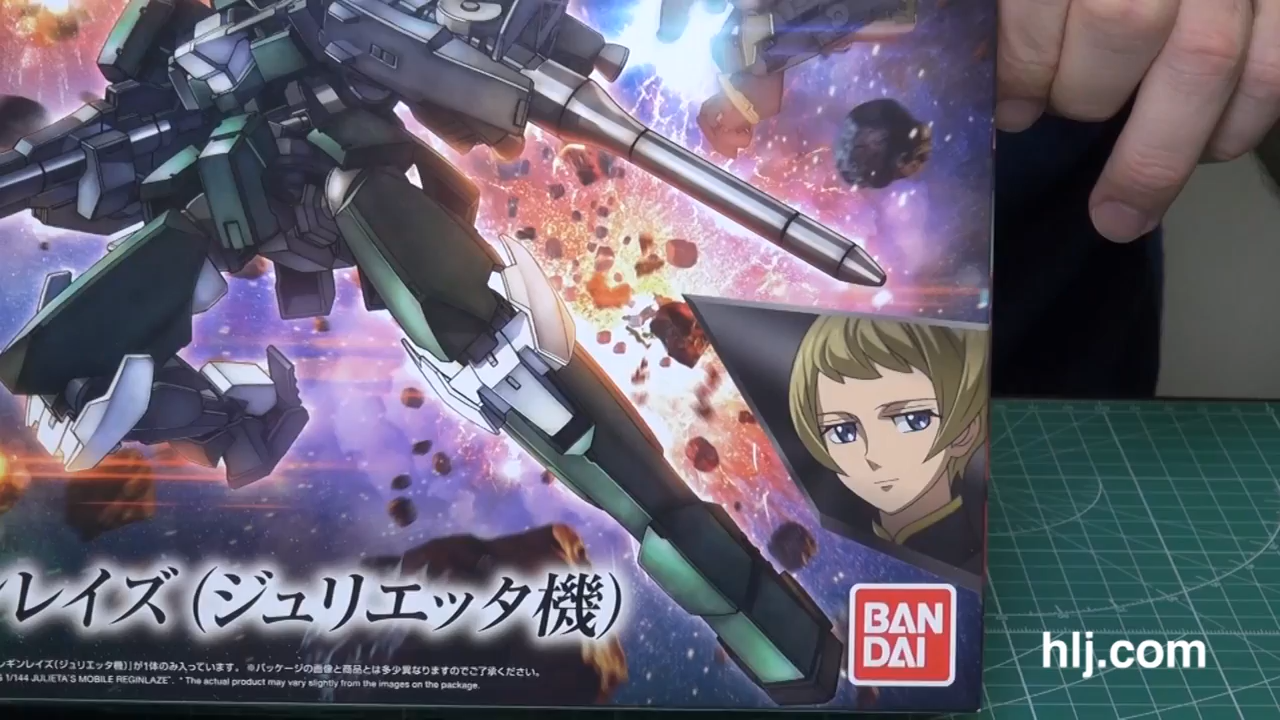 レイズ(ジュリエッタ機)
レギンレイズ(ジュリエッタ機)]が1体のみ入っています。 ※パッケージの画像と商品とは多少異なりますのでご了承ください。
1/144 JULIETA'S MOBILE REGINLAZE". * The actual product may vary slightly from the images on the package.
BAN
DAI
hlj.com